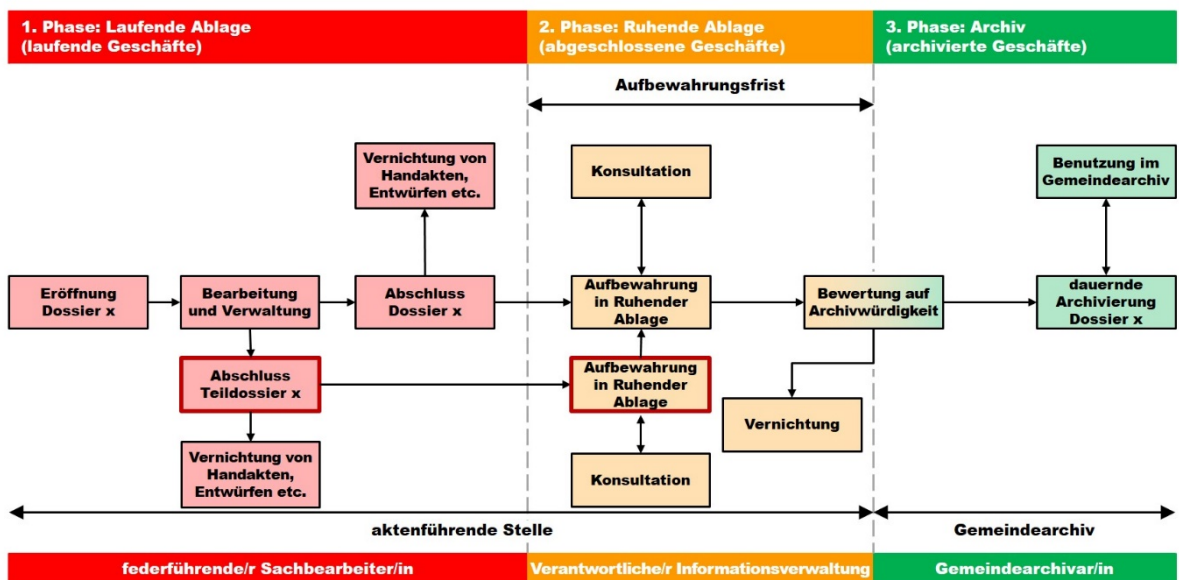 1. Phase: Laufende Ablage
(laufende Geschäfte)
2. Phase: Ruhende Ablage
(abgeschlossene Geschäfte)
3. Phase: Archiv
(archivierte Geschäfte)
Aufbewahrungsfrist
Vernichtung von
Handakten,
Entwürfen etc.
Konsultation
Benutzung im
Gemeindearchiv
Eröffnung
Dossier x
Bearbeitung
und Verwaltung
Abschluss
Dossier x
Aufbewahrung
in Ruhender
Ablage
Bewertung auf
Archivwürdigkeit
dauernde
Archivierung
Dossier x
Abschluss
Teildossier x
Aufbewahrung
in Ruhender
Ablage
Vernichtung
Vernichtung von
Handakten,
Entwürfen etc.
Konsultation
aktenführende Stelle
Gemeindearchiv
federführende/r Sachbearbeiter/in
Verantwortliche/r Informationsverwaltung
Gemeindearchivar/in